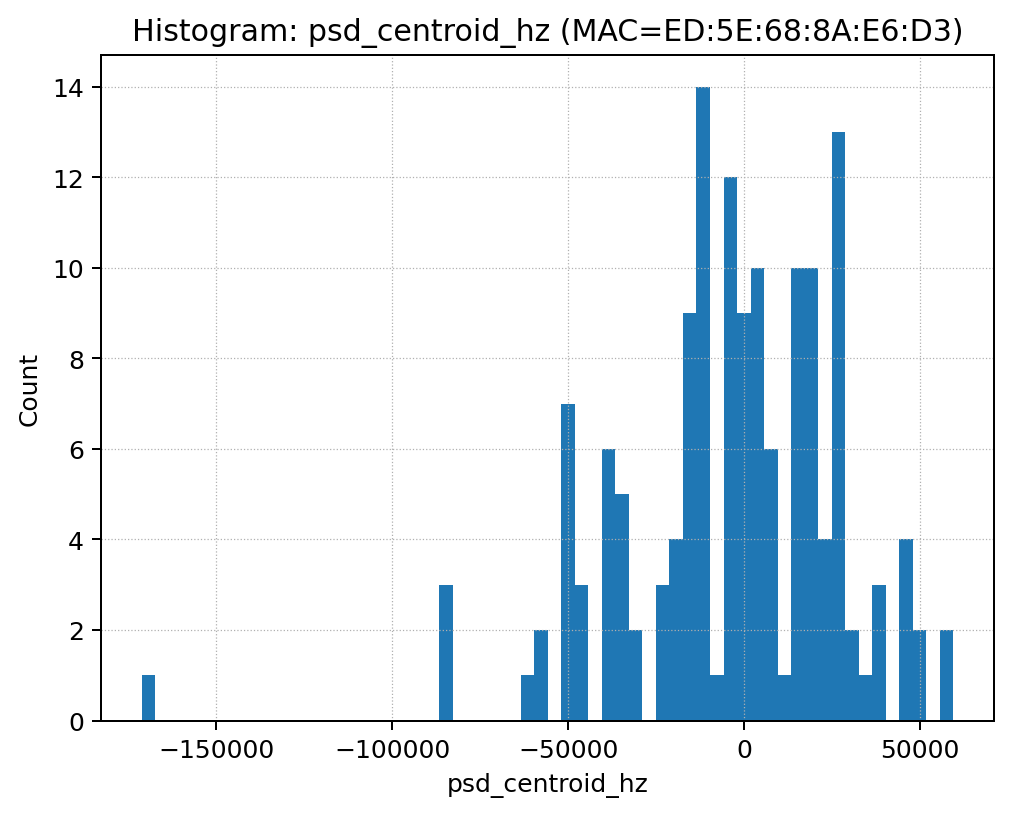 Histogram: psd_centroid_hz (MAC=ED:5E:68:8A:E6:D3)
14
12
10
8
6
4
2
0
Count
−150000 −100000 −50000 0 50000
psd_centroid_hz